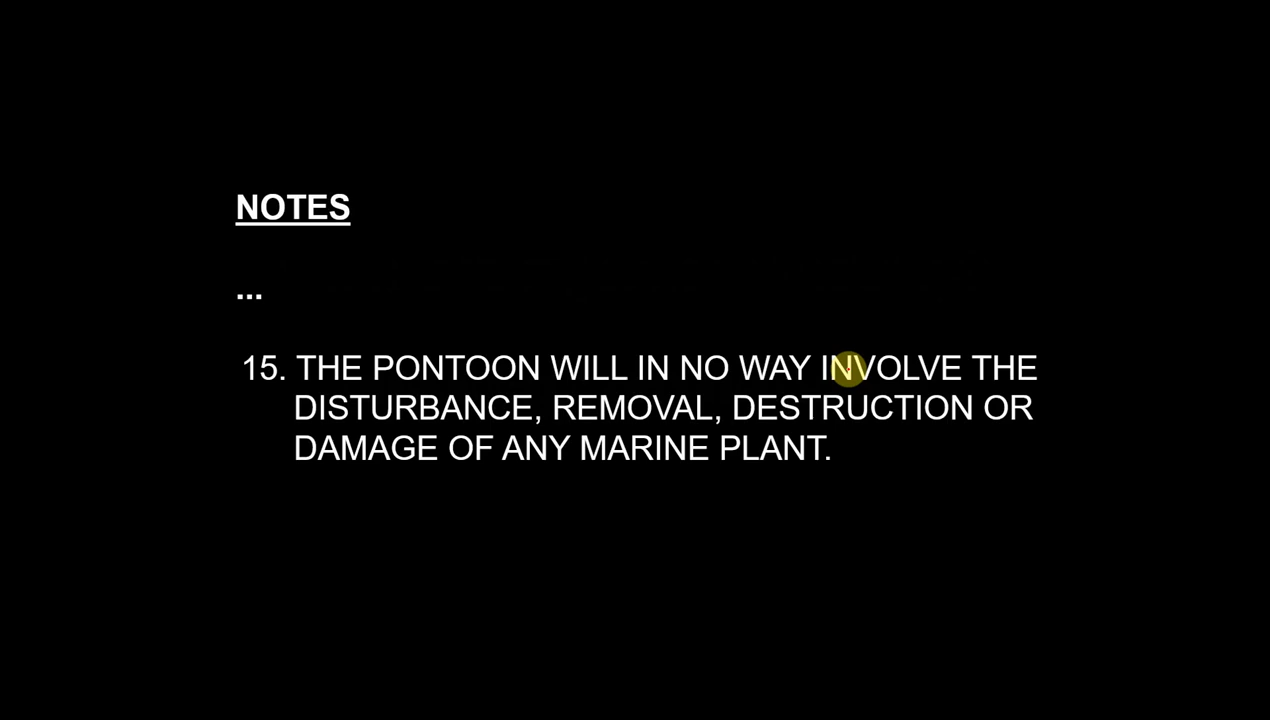 NOTES
...
15. THE PONTOON WILL IN NO WAY INVOLVE THE
DISTURBANCE, REMOVAL, DESTRUCTION OR
DAMAGE OF ANY MARINE PLANT.